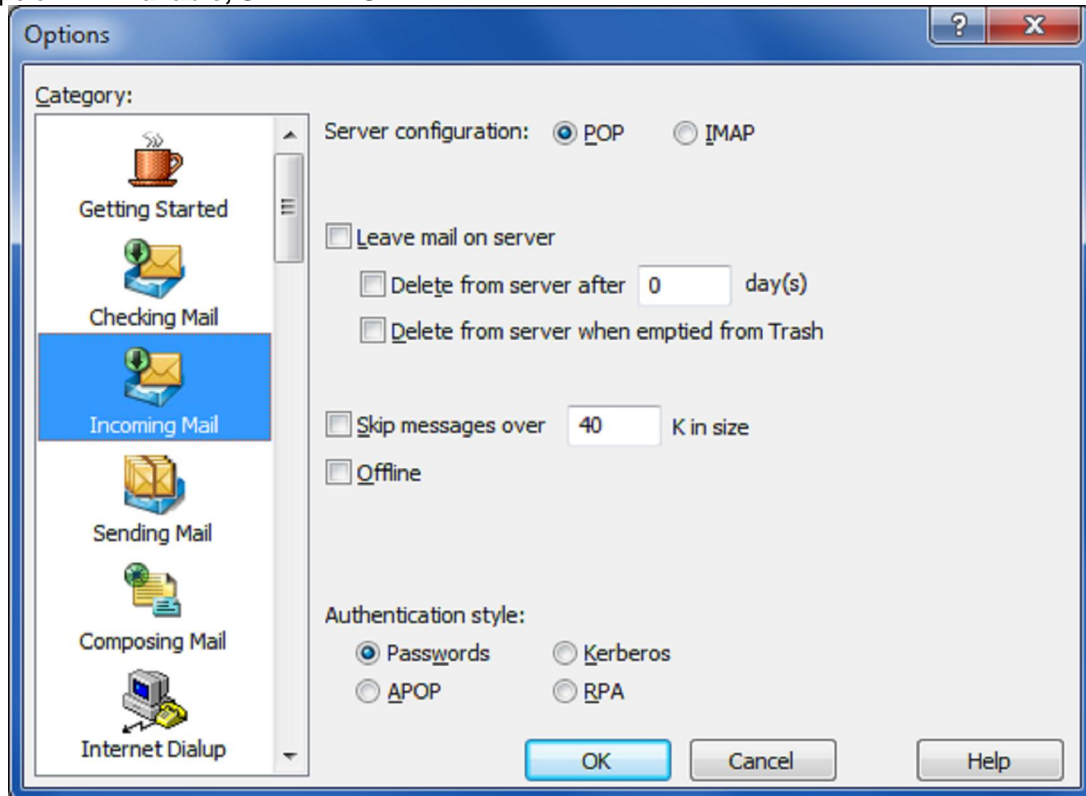 Options
Category:
Getting Started
Checking Mail
Incoming Mail
Sending Mail
Composing Mail
Internet Dialup
Server configuration: POP IMAP
Leave mail on server
Delete from server after 0 day(s)
Delete from server when emptied from Trash
Skip messages over 40 K in size
Offline
Authentication style:
Passwords Kerberos
APOP RPA
OK Cancel Help